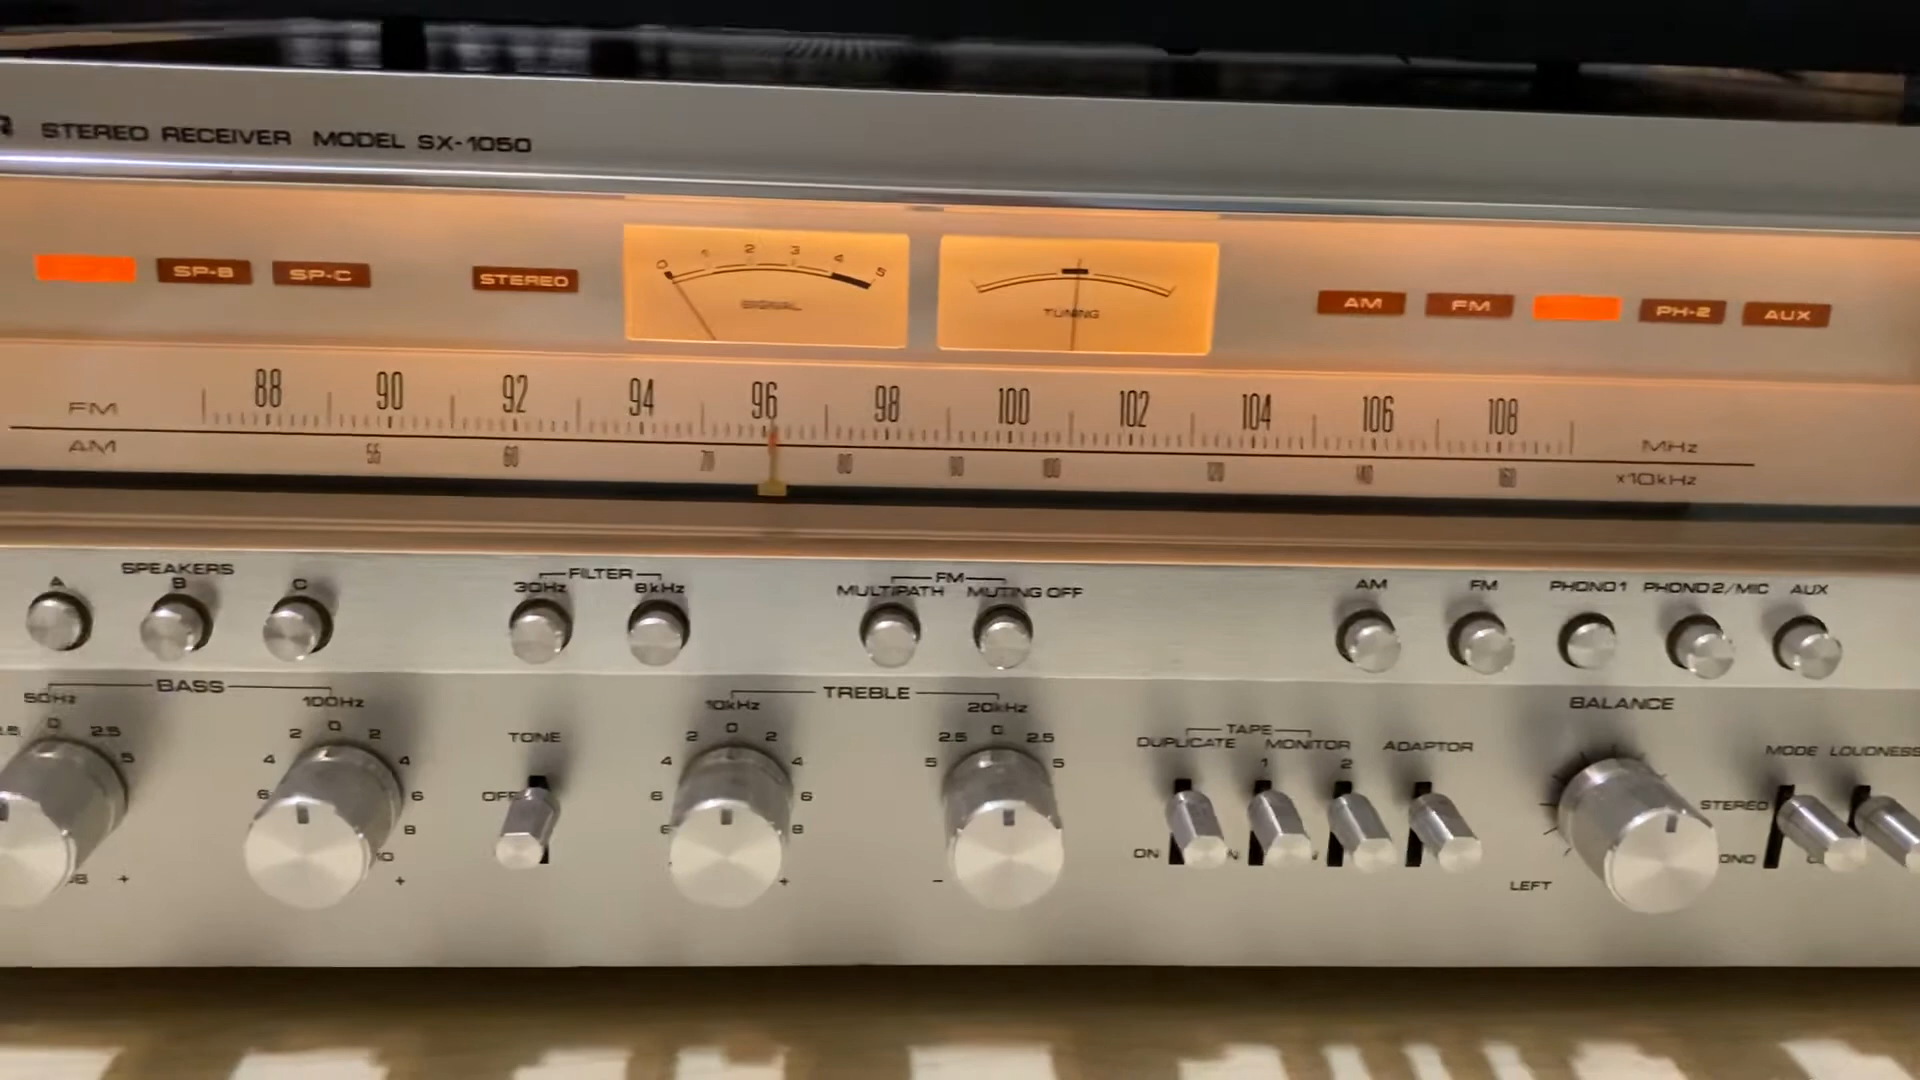 STEREO RECEIVER MODEL SX-1050
SP-B SP-C STEREO
0 1 2 3 4 5
SIGNAL
TUNING
AM FM PH-2 AUX
FM 88 90 92 94 96 98 100 102 104 106 108 MHz
AM 55 60 70 80 90 100 120 140 160 x10kHz
SPEAKERS
A B C
FILTER
30Hz 8kHz
FM
MULTIPATH MUTING OFF
AM FM PHONO 1 PHONO 2/MIC AUX
BASS
50Hz 100Hz
0 2.5 5
+
2 0 2
4 4
6 6
8
10
+
TONE
OFF
TREBLE
10kHz 20kHz
2 0 2
4 4
6 6
8
+
2.5 0 2.5
5 5
-
TAPE
DUPLICATE MONITOR
1 2
ADAPTOR
ON
BALANCE
LEFT
MODE LOUDNESS
STEREO